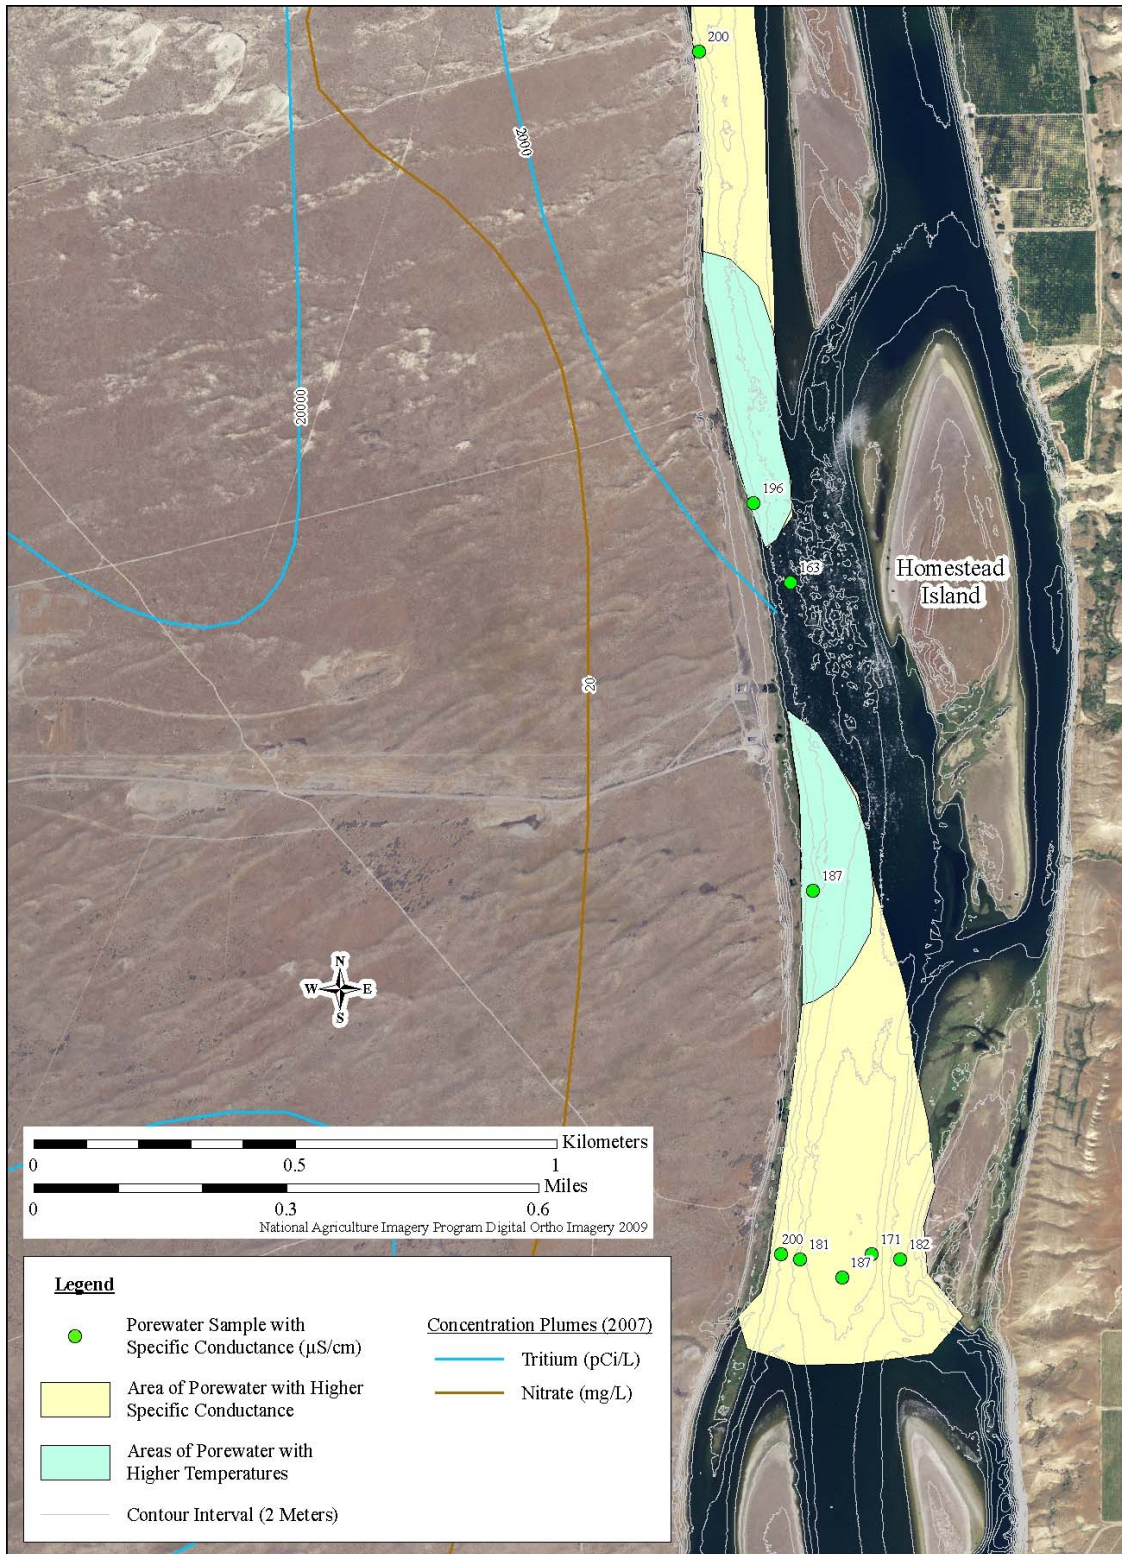 200
2000
20000
196
163
Homestead
Island
20
187
N
W E
S
Kilometers
0 0.5 1
Miles
0 0.3 0.6
National Agriculture Imagery Program Digital Ortho Imagery 2009
200 181 187 171 182
Legend
Porewater Sample with
Specific Conductance (µS/cm)
Area of Porewater with Higher
Specific Conductance
Areas of Porewater with
Higher Temperatures
Contour Interval (2 Meters)
Concentration Plumes (2007)
Tritium (pCi/L)
Nitrate (mg/L)